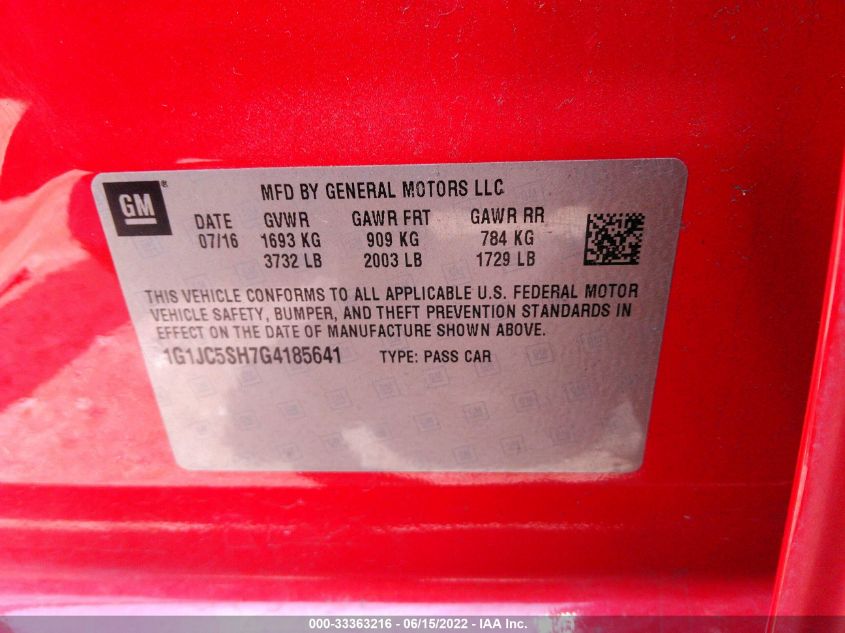 GM ®
MFD BY GENERAL MOTORS LLC
DATE GVWR GAWR FRT GAWR RR
07/16 1693 KG 909 KG 784 KG
3732 LB 2003 LB 1729 LB
THIS VEHICLE CONFORMS TO ALL APPLICABLE U.S. FEDERAL MOTOR
VEHICLE SAFETY, BUMPER, AND THEFT PREVENTION STANDARDS IN
EFFECT ON THE DATE OF MANUFACTURE SHOWN ABOVE.
1G1JC5SH7G4185641 TYPE: PASS CAR
000-33363216 - 06/15/2022 - IAA Inc.